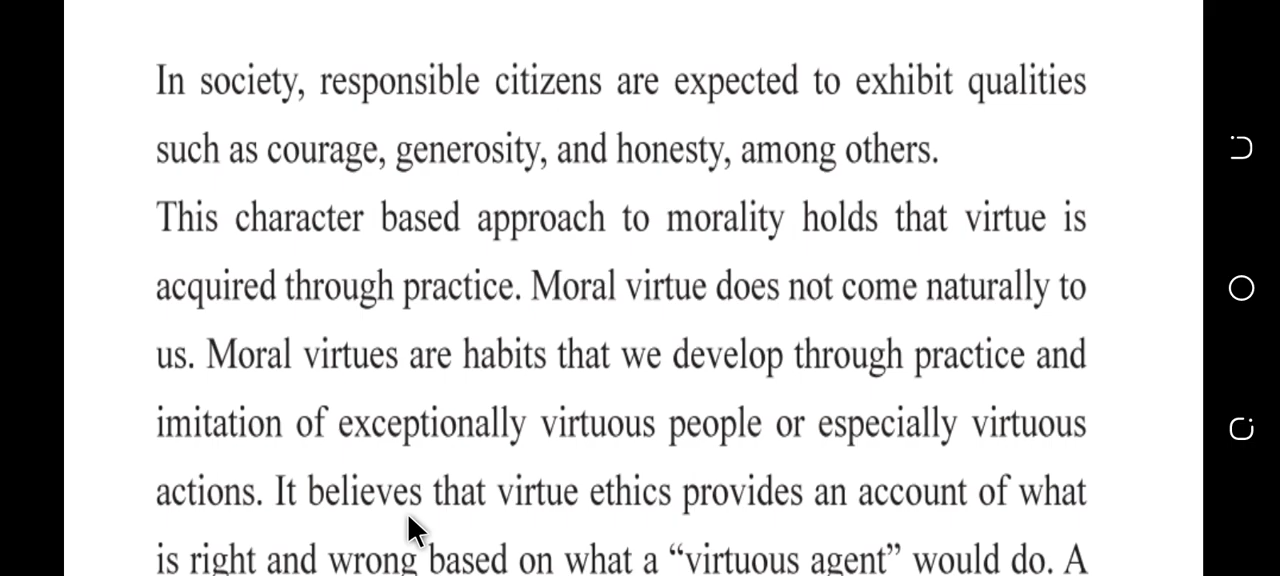 In society, responsible citizens are expected to exhibit qualities
such as courage, generosity, and honesty, among others.
This character based approach to morality holds that virtue is
acquired through practice. Moral virtue does not come naturally to
us. Moral virtues are habits that we develop through practice and
imitation of exceptionally virtuous people or especially virtuous
actions. It believes that virtue ethics provides an account of what
is right and wrong based on what a “virtuous agent” would do. A